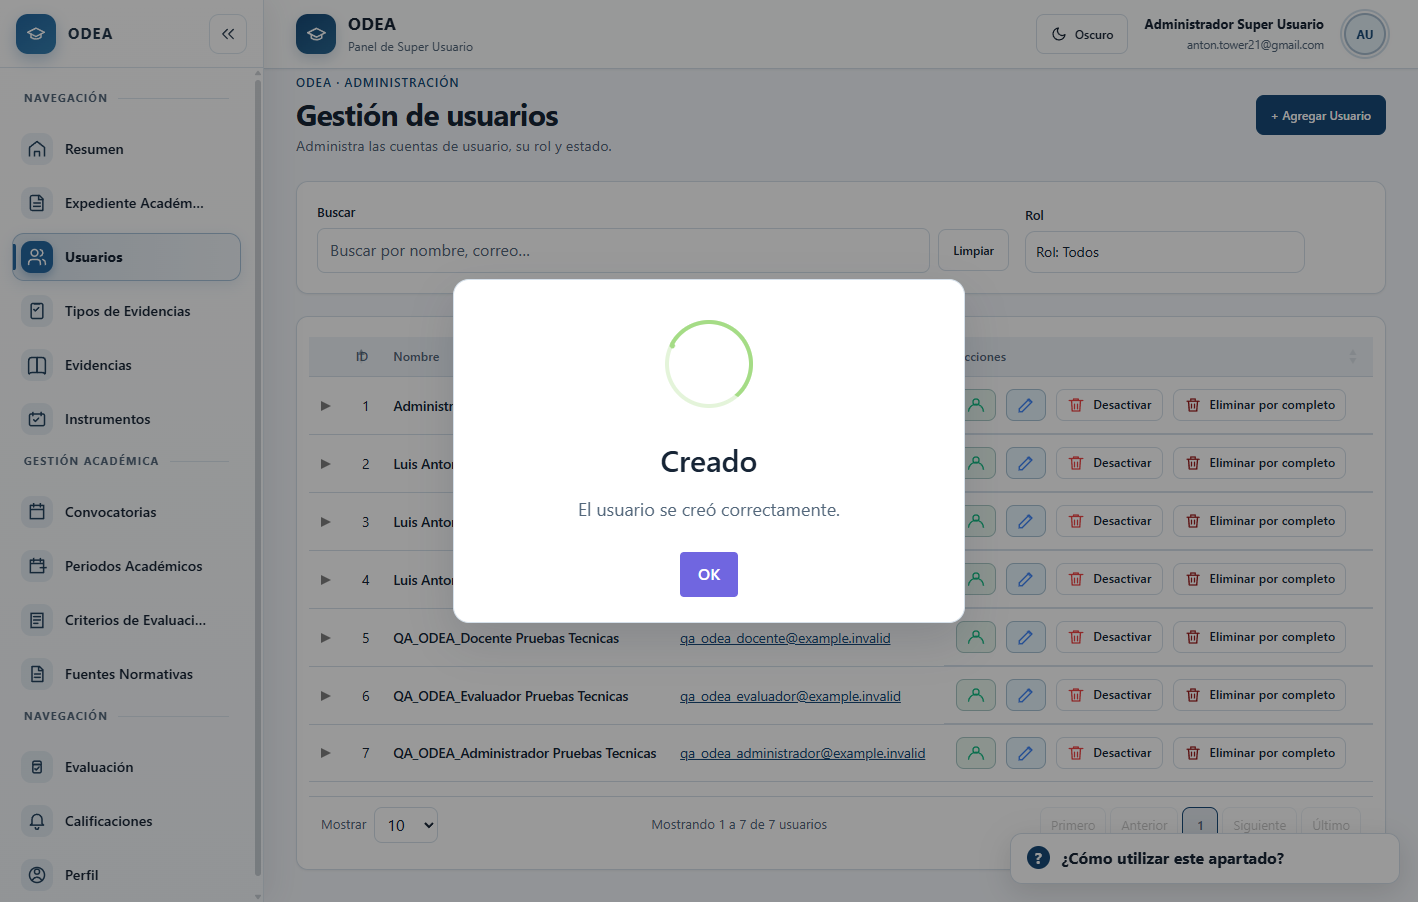 ODEA
NAVEGACIÓN
Resumen
Expediente Académ...
Usuarios
Tipos de Evidencias
Evidencias
Instrumentos
GESTIÓN ACADÉMICA
Convocatorias
Periodos Académicos
Criterios de Evaluaci...
Fuentes Normativas
NAVEGACIÓN
Evaluación
Calificaciones
Perfil
ODEA
Panel de Super Usuario
Oscuro
Administrador Super Usuario
anton.tower21@gmail.com
AU
ODEA · ADMINISTRACIÓN
Gestión de usuarios
Administra las cuentas de usuario, su rol y estado.
+ Agregar Usuario
Buscar
Buscar por nombre, correo...
Limpiar
Rol
Rol: Todos
ID Nombre cciones
1 Administr Desactivar Eliminar por completo
2 Luis Anto Desactivar Eliminar por completo
3 Luis Anto Desactivar Eliminar por completo
4 Luis Anto Desactivar Eliminar por completo
5 QA_ODEA_Docente Pruebas Tecnicas qa_odea_docente@example.invalid Desactivar Eliminar por completo
6 QA_ODEA_Evaluador Pruebas Tecnicas qa_odea_evaluador@example.invalid Desactivar Eliminar por completo
7 QA_ODEA_Administrador Pruebas Tecnicas qa_odea_administrador@example.invalid Desactivar Eliminar por completo
Creado
El usuario se creó correctamente.
OK
Mostrar 10 Mostrando 1 a 7 de 7 usuarios Primero Anterior 1 Siguiente Último
? ¿Cómo utilizar este apartado?